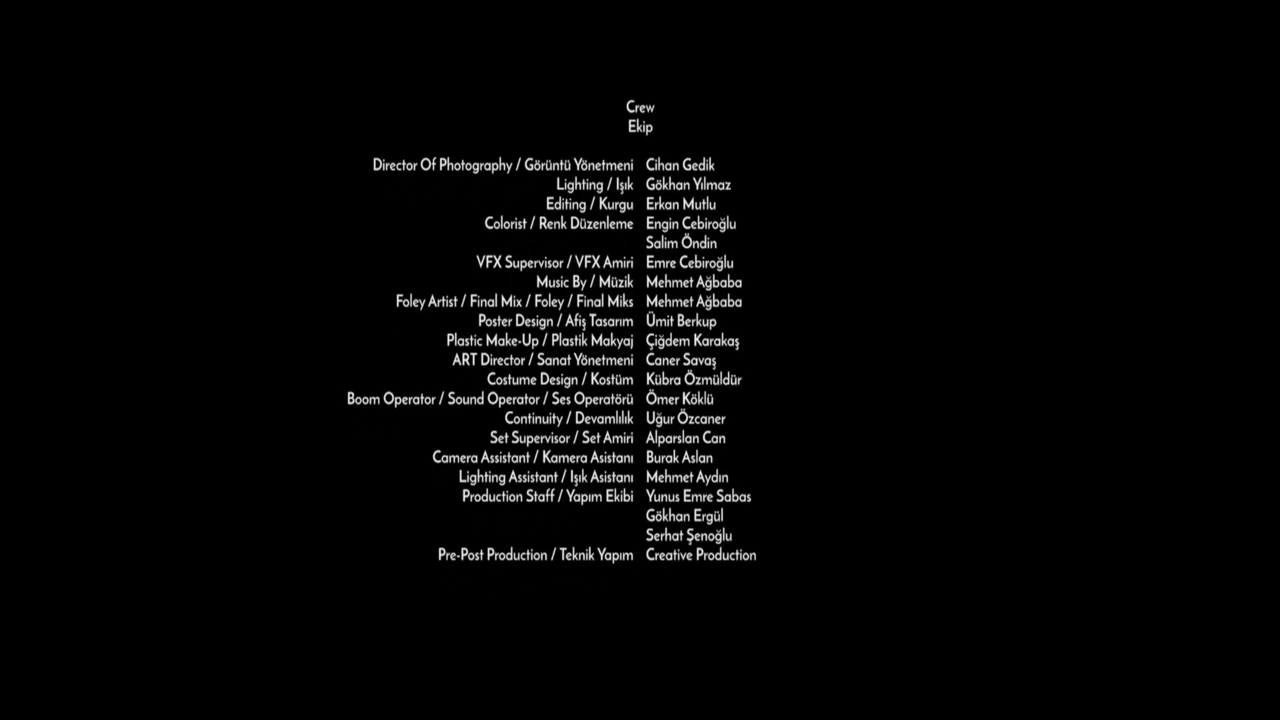 Crew
Ekip
Director Of Photography / Görüntü Yönetmeni Cihan Gedik
Lighting / Işık Gökhan Yılmaz
Editing / Kurgu Erkan Mutlu
Colorist / Renk Düzenleme Engin Cebiroğlu
Salim Öndin
VFX Supervisor / VFX Amiri Emre Cebiroğlu
Music By / Müzik Mehmet Ağbaba
Foley Artist / Final Mix / Foley / Final Miks Mehmet Ağbaba
Poster Design / Afiş Tasarım Ümit Berkup
Plastic Make-Up / Plastik Makyaj Çiğdem Karakaş
ART Director / Sanat Yönetmeni Caner Savaş
Costume Design / Kostüm Kübra Özmüldür
Boom Operator / Sound Operator / Ses Operatörü Ömer Köklü
Continuity / Devamlılık Uğur Özcaner
Set Supervisor / Set Amiri Alparslan Can
Camera Assistant / Kamera Asistanı Burak Aslan
Lighting Assistant / Işık Asistanı Mehmet Aydın
Production Staff / Yapım Ekibi Yunus Emre Sabas
Gökhan Ergül
Serhat Şenoğlu
Pre-Post Production / Teknik Yapım Creative Production